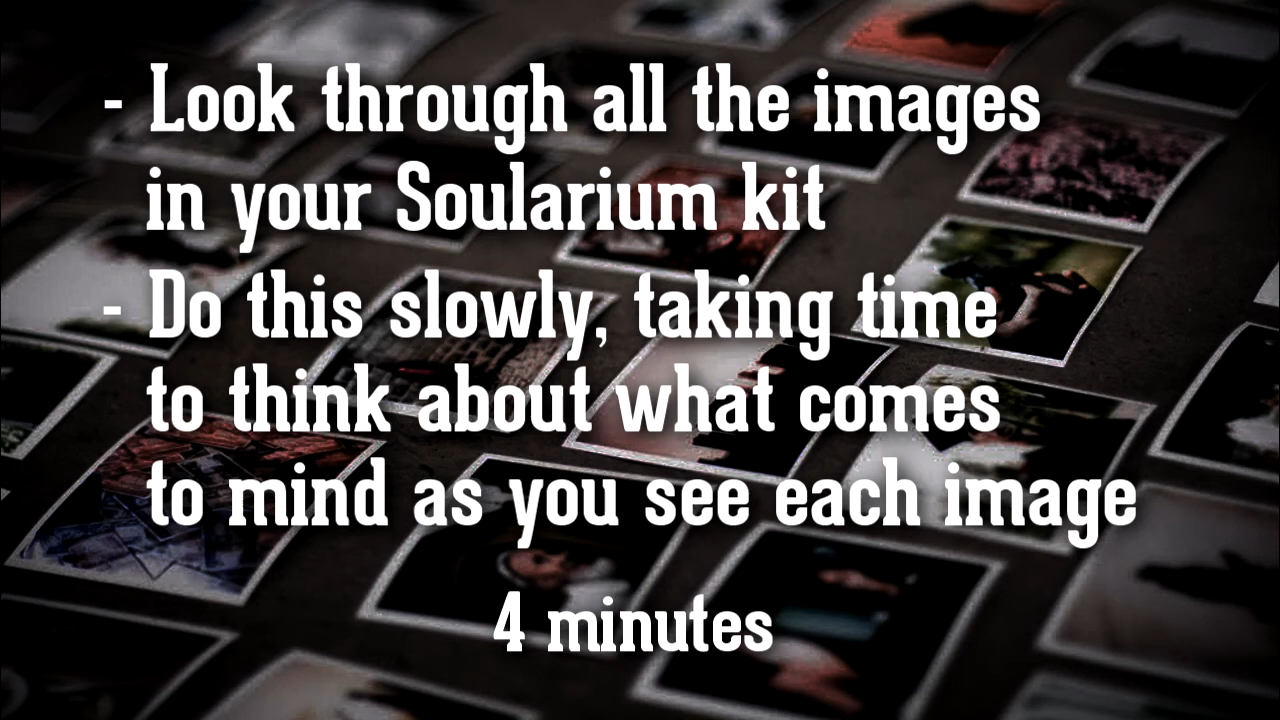 - Look through all the images
in your Soularium kit
- Do this slowly, taking time
to think about what comes
to mind as you see each image
4 minutes